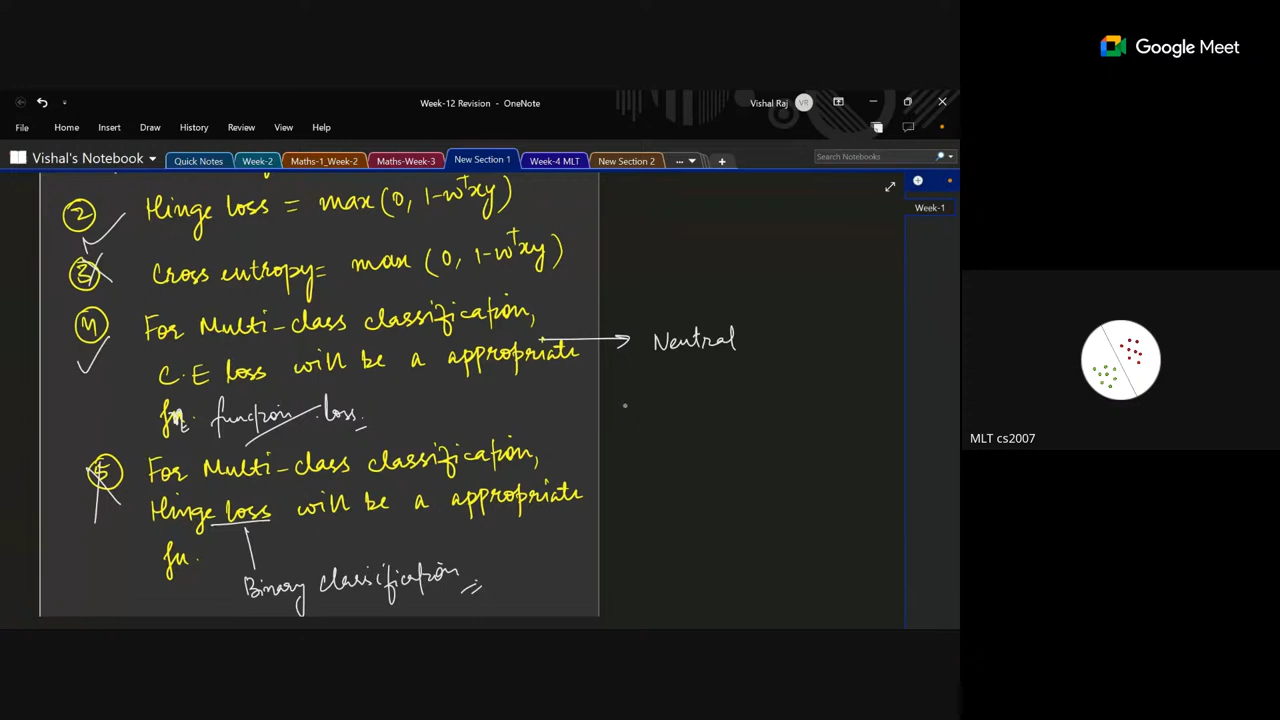 Google Meet
Week-12 Revision - OneNote
Vishal Raj
VR
File
Home
Insert
Draw
History
Review
View
Help
Vishal's Notebook
Quick Notes
Week-2
Maths-1_Week-2
Maths-Week-3
New Section 1
Week-4 MLT
New Section 2
...
Search Notebooks
Week-1
② Hinge loss = max(0, 1-wᵀxy)
③ Cross entropy= max (0, 1-wᵀxy)
④ For Multi-class classification,
C.E loss will be a appropriate
fn. function loss.
→ Neutral
⑤ For Multi-class classification,
Hinge loss will be a appropriate
fn.
Binary classification
MLT cs2007